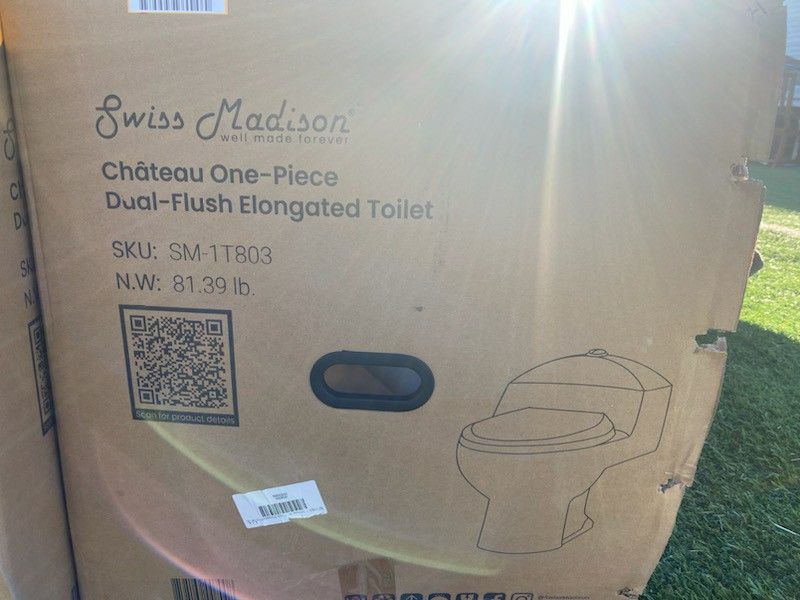 Swiss Madison®
well made forever
Château One-Piece
Dual-Flush Elongated Toilet
SKU: SM-1T803
N.W: 81.39 lb.
Scan for product details